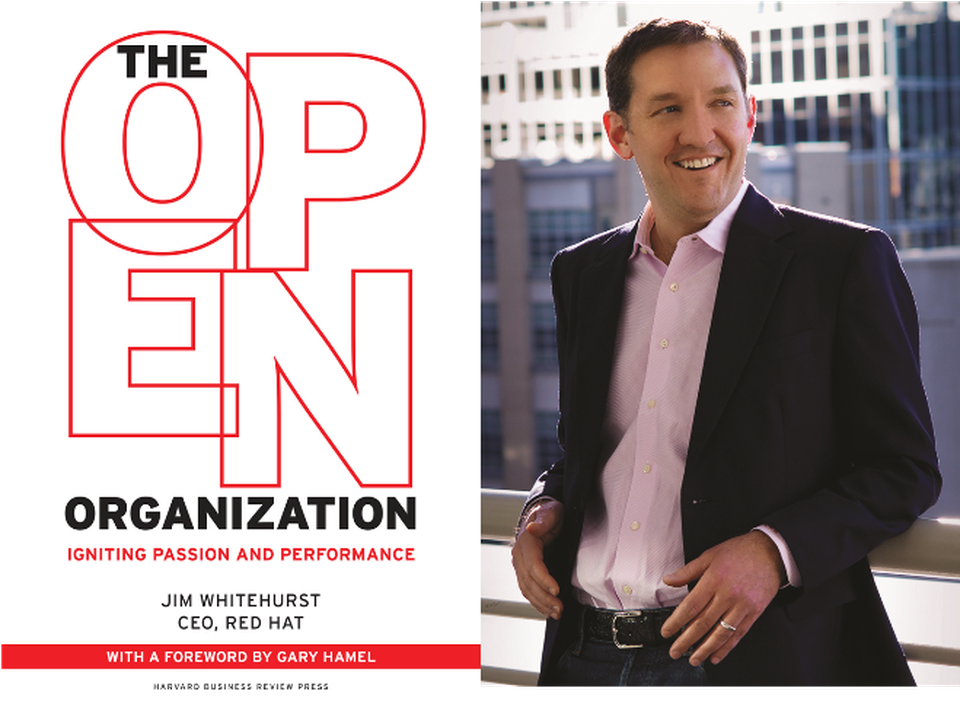 THE
OPEN
ORGANIZATION
IGNITING PASSION AND PERFORMANCE
JIM WHITEHURST
CEO, RED HAT
WITH A FOREWORD BY GARY HAMEL
HARVARD BUSINESS REVIEW PRESS